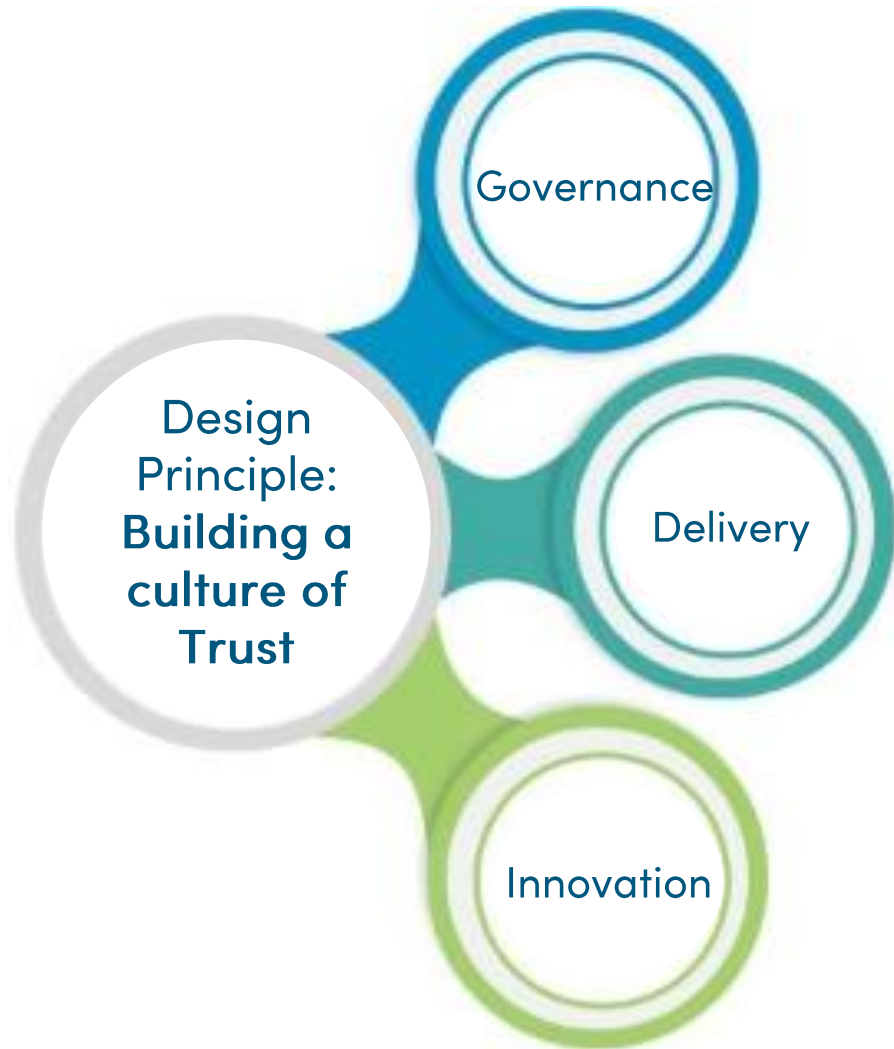 Governance
Design
Principle:
Building a
culture of
Trust
Delivery
Innovation